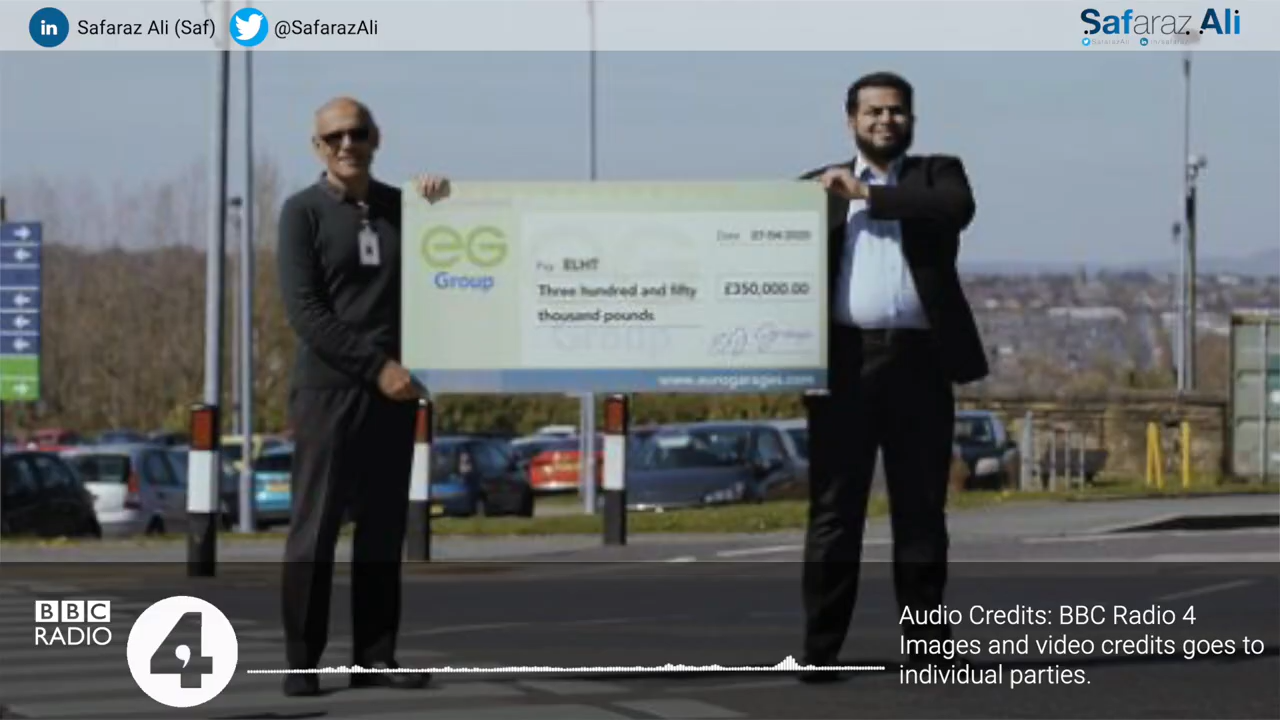 in Safaraz Ali (Saf) @SafarazAli
Safaraz Ali
eG
Group
Date 07-04-2020
Pay ELHT
Three hundred and fifty
thousand pounds
£350,000.00
www.eurogarages.com
BBC
RADIO
4
Audio Credits: BBC Radio 4
Images and video credits goes to
individual parties.